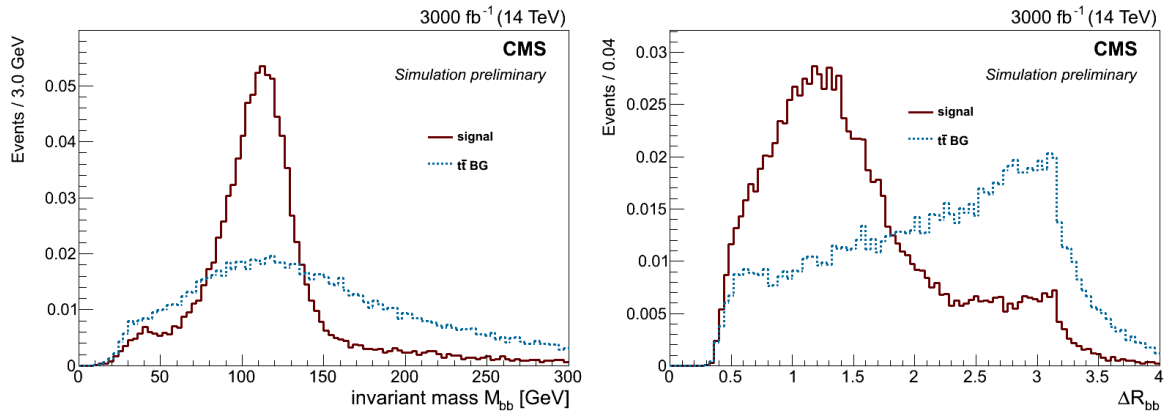 3000 fb⁻¹ (14 TeV)
CMS
Simulation preliminary
signal
tt̄ BG
Events / 3.0 GeV
0.05
0.04
0.03
0.02
0.01
0
0 50 100 150 200 250 300
invariant mass M_bb [GeV]
3000 fb⁻¹ (14 TeV)
CMS
Simulation preliminary
signal
tt̄ BG
Events / 0.04
0.03
0.025
0.02
0.015
0.01
0.005
0
0 0.5 1 1.5 2 2.5 3 3.5 4
ΔR_bb